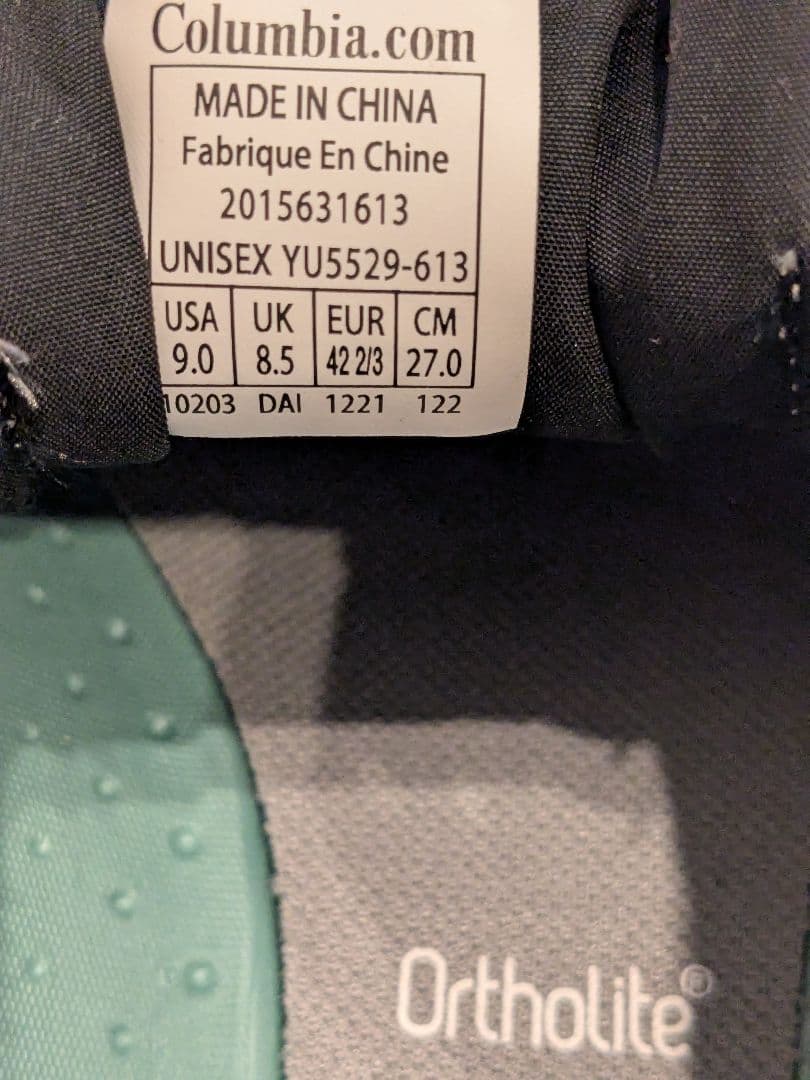 Columbia.com
MADE IN CHINA
Fabrique En Chine
2015631613
UNISEX YU5529-613
USA UK EUR CM
9.0 8.5 42 2/3 27.0
10203 DAI 1221 122
Ortholite®